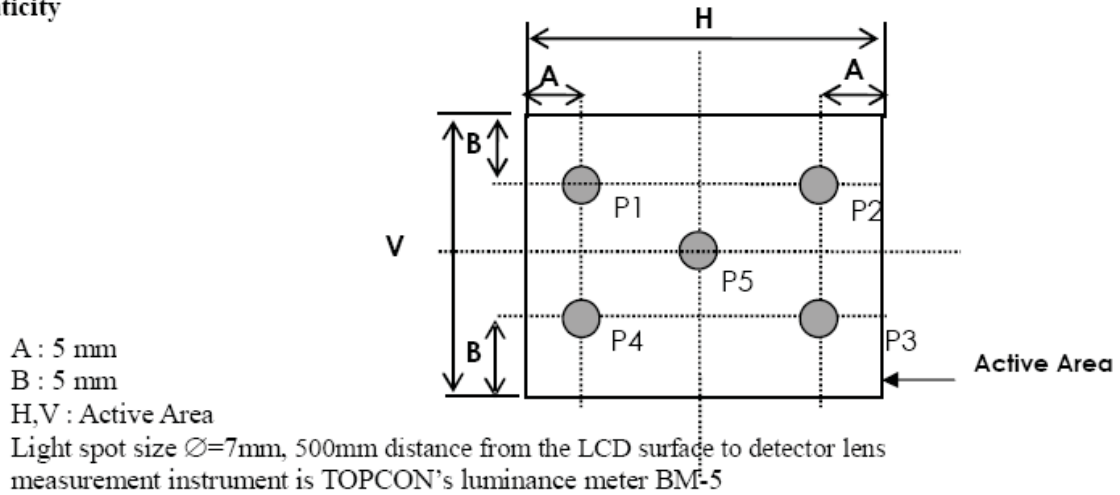 H
A
A
B
P1
P2
V
P5
B
P4
P3
Active Area
A : 5 mm
B : 5 mm
H,V : Active Area
Light spot size ∅=7mm, 500mm distance from the LCD surface to detector lens
measurement instrument is TOPCON's luminance meter BM-5